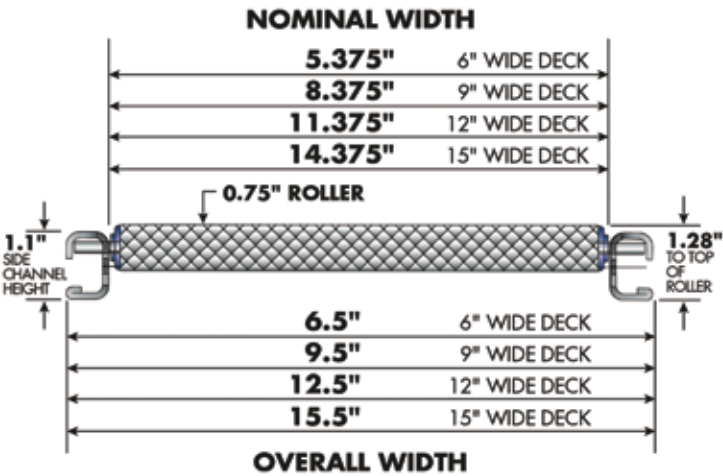 NOMINAL WIDTH
5.375" 6" WIDE DECK
8.375" 9" WIDE DECK
11.375" 12" WIDE DECK
14.375" 15" WIDE DECK
0.75" ROLLER
1.1"
SIDE
CHANNEL
HEIGHT
1.28"
TO TOP
OF
ROLLER
6.5" 6" WIDE DECK
9.5" 9" WIDE DECK
12.5" 12" WIDE DECK
15.5" 15" WIDE DECK
OVERALL WIDTH